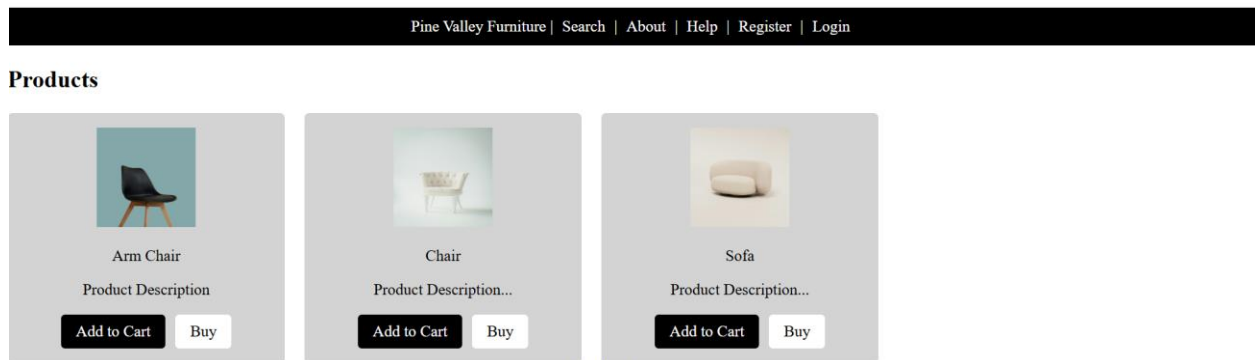 Pine Valley Furniture | Search | About | Help | Register | Login
Products
Arm Chair
Product Description
Add to Cart Buy
Chair
Product Description...
Add to Cart Buy
Sofa
Product Description...
Add to Cart Buy